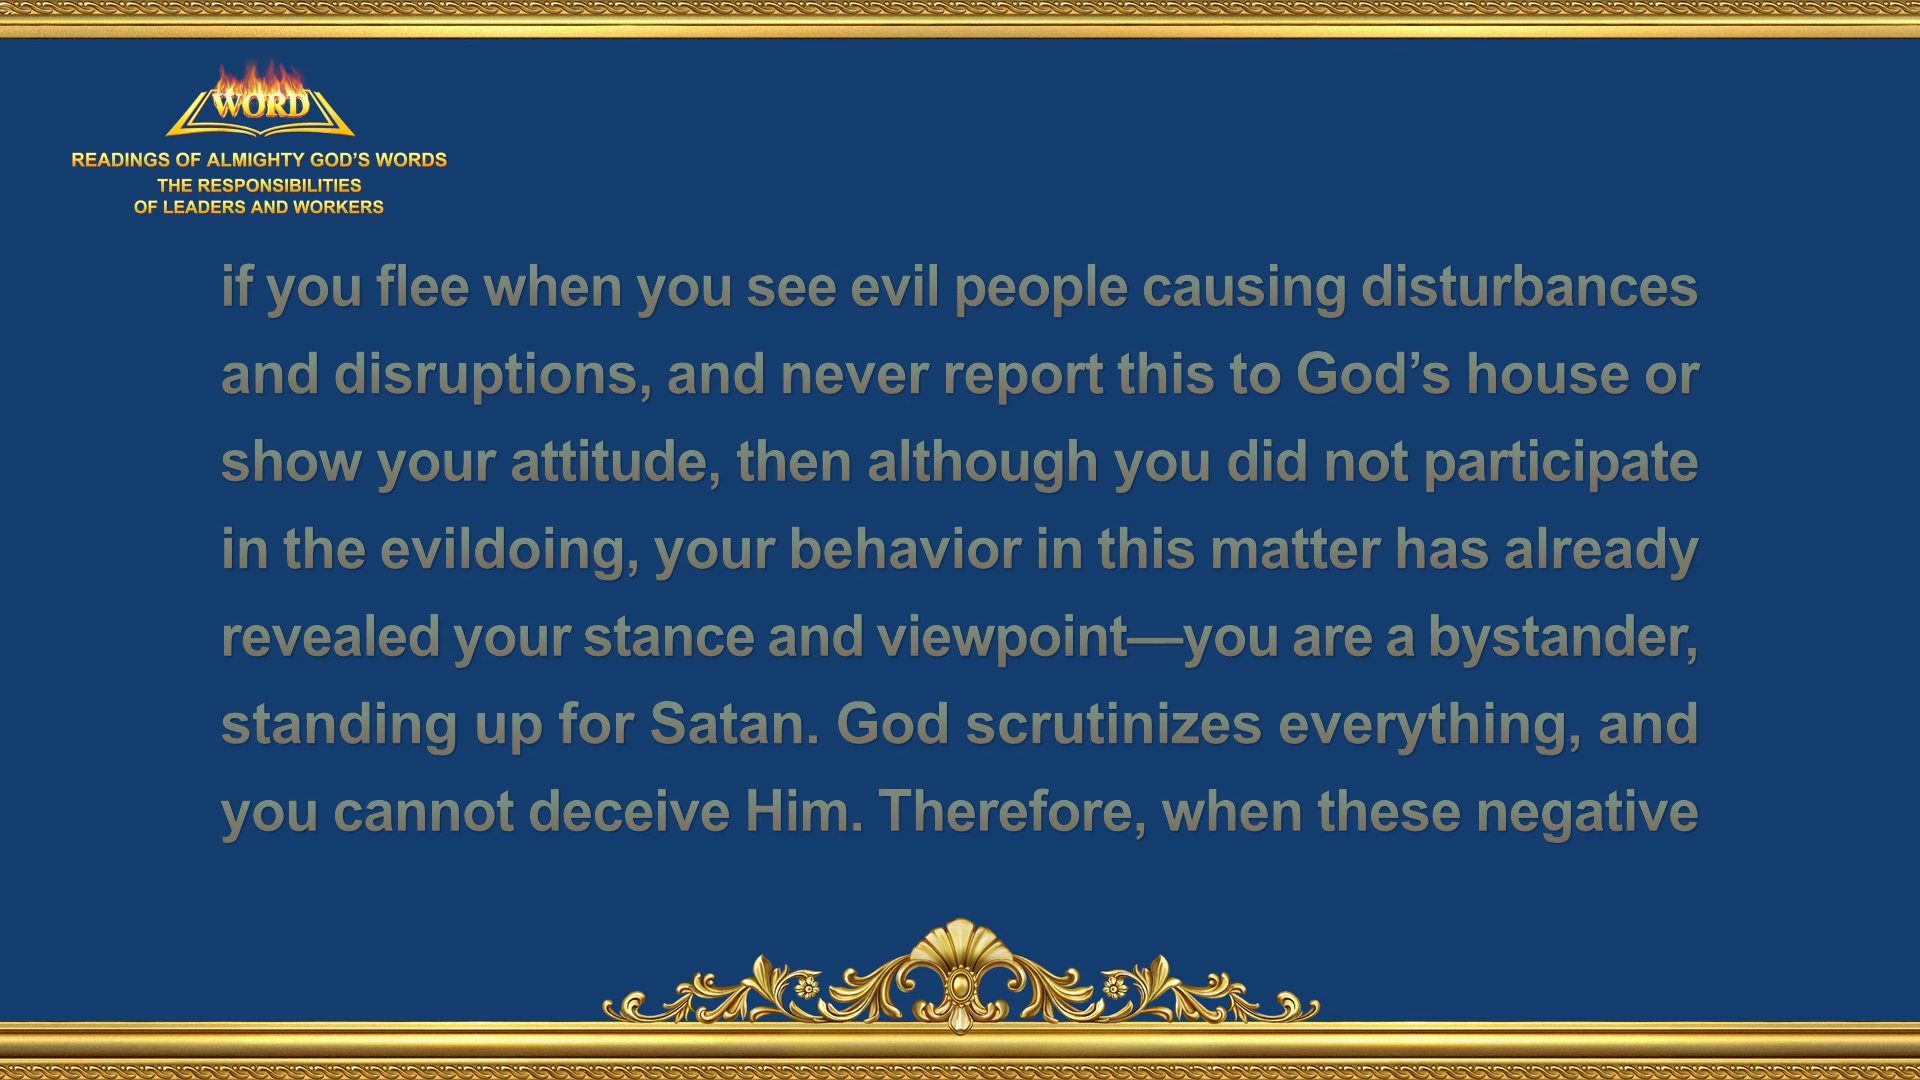 WORD
READINGS OF ALMIGHTY GOD’S WORDS
THE RESPONSIBILITIES
OF LEADERS AND WORKERS
if you flee when you see evil people causing disturbances
and disruptions, and never report this to God’s house or
show your attitude, then although you did not participate
in the evildoing, your behavior in this matter has already
revealed your stance and viewpoint—you are a bystander,
standing up for Satan. God scrutinizes everything, and
you cannot deceive Him. Therefore, when these negative